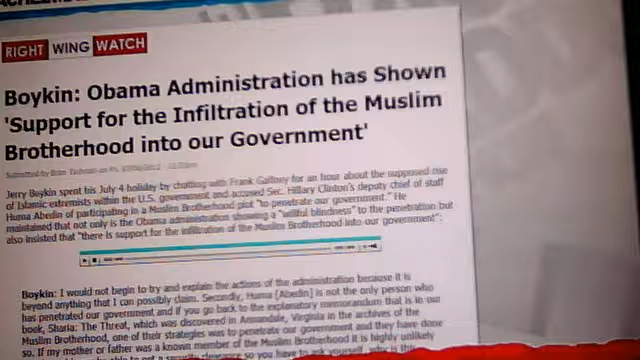 RIGHT WING WATCH
Boykin: Obama Administration has Shown
'Support for the Infiltration of the Muslim
Brotherhood into our Government'
Submitted by Brian Tashman on
Jerry Boykin spent his July 4 holiday by chatting with Frank Gaffney for an hour about the supposed rise
of Islamic extremists within the U.S. government and accused Sec. Hillary Clinton's deputy chief of staff
Huma Abedin of participating in a Muslim Brotherhood plot "to penetrate our government." He
maintained that not only is the Obama administration showing a "willful blindness" to the penetration but
also insisted that "there is support for the infiltration of the Muslim Brotherhood into our government":
Boykin: I would not begin to try and explain the actions of the administration because it is
beyond anything that I can possibly claim. Secondly, Huma [Abedin] is not the only person who
has penetrated our government and if you go back to the explanatory memorandum that is in our
book, Sharia: The Threat, which was discovered in Annandale, Virginia in the archives of the
Muslim Brotherhood, one of their strategies was to penetrate our government and they have done
so. If my mother or father was a known member of the Muslim Brotherhood it is highly unlikely